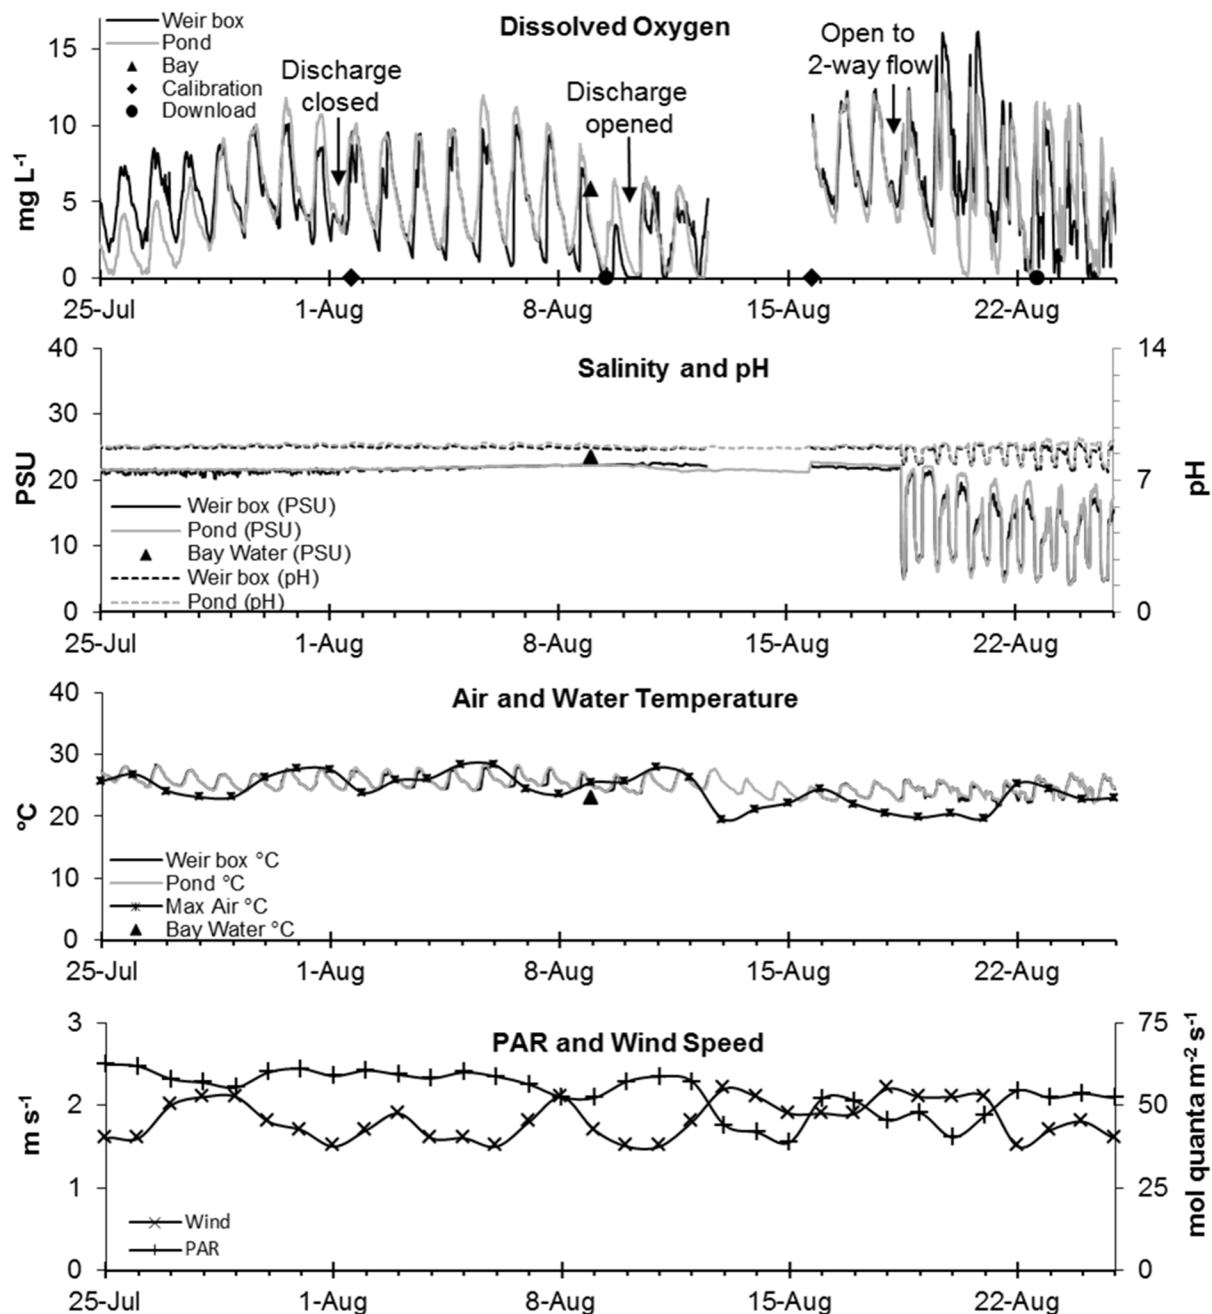 Dissolved Oxygen
Weir box
Pond
Bay
Calibration
Download
Discharge
closed
Discharge
opened
Open to
2-way flow
mg L-1
15
10
5
0
25-Jul 1-Aug 8-Aug 15-Aug 22-Aug
Salinity and pH
PSU
40
30
20
10
0
14
7
0
pH
Weir box (PSU)
Pond (PSU)
Bay Water (PSU)
Weir box (pH)
Pond (pH)
25-Jul 1-Aug 8-Aug 15-Aug 22-Aug
Air and Water Temperature
°C
40
30
20
10
0
Weir box °C
Pond °C
Max Air °C
Bay Water °C
25-Jul 1-Aug 8-Aug 15-Aug 22-Aug
PAR and Wind Speed
m s-1
3
2
1
0
75
50
25
0
mol quanta m-2 s-1
Wind
PAR
25-Jul 1-Aug 8-Aug 15-Aug 22-Aug